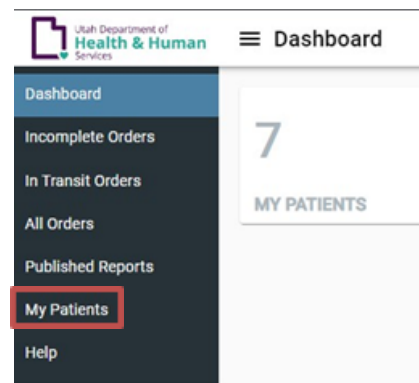 Utah Department of
Health & Human
Services
Dashboard
Dashboard
Incomplete Orders
In Transit Orders
All Orders
Published Reports
My Patients
Help
7
MY PATIENTS